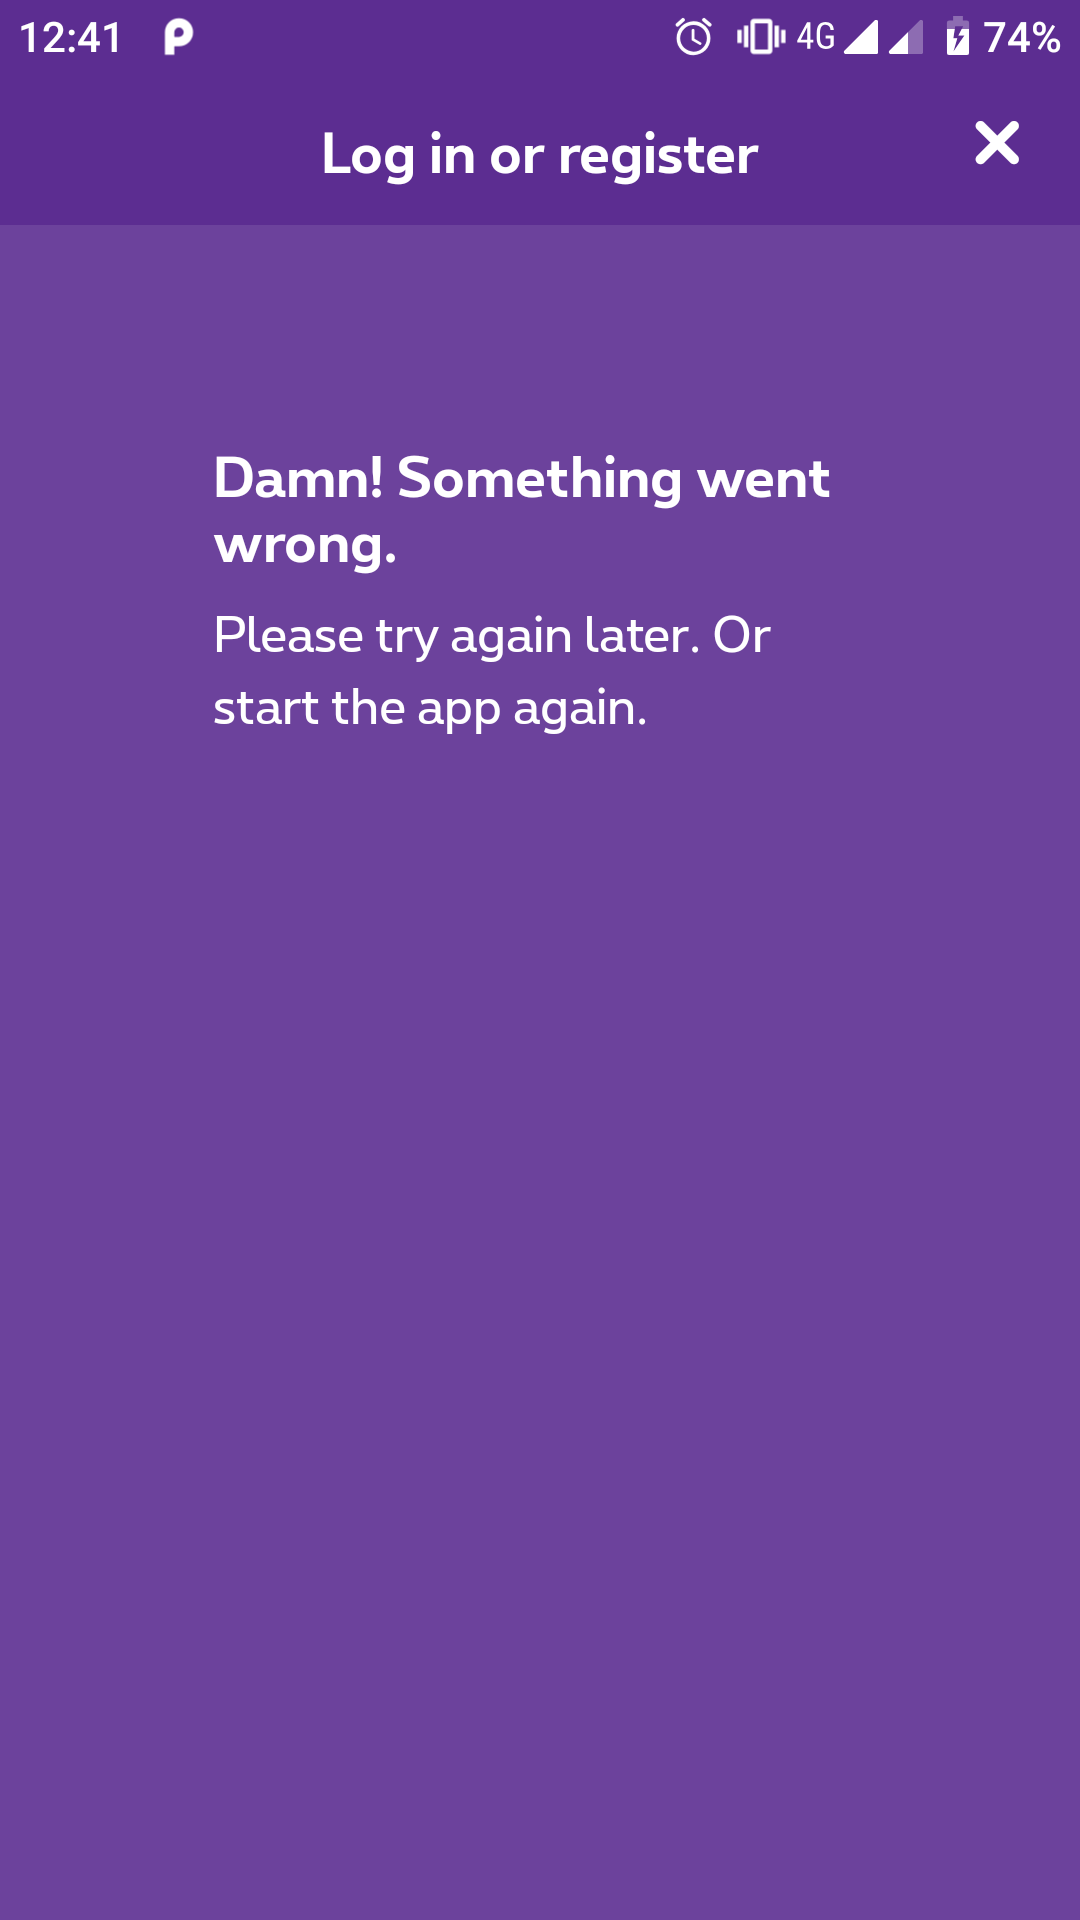 12:41 P 4G 74%
Log in or register
Damn! Something went
wrong.
Please try again later. Or
start the app again.